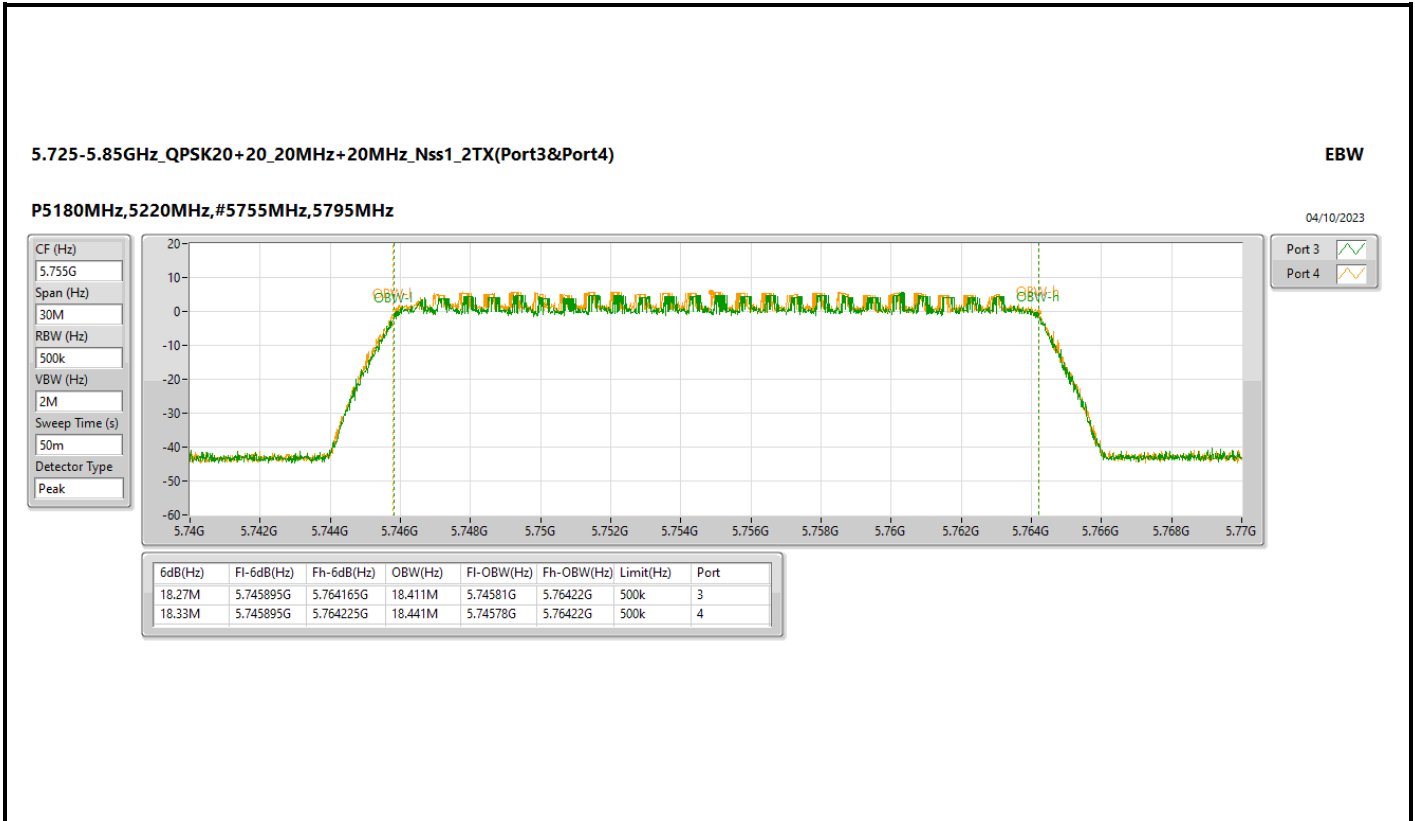 5.725-5.85GHz_QPSK20+20_20MHz+20MHz_Nss1_2TX(Port3&Port4)
EBW
P5180MHz,5220MHz,#5755MHz,5795MHz
04/10/2023
CF (Hz)
5.755G
Span (Hz)
30M
RBW (Hz)
500k
VBW (Hz)
2M
Sweep Time (s)
50m
Detector Type
Peak
20
10
0
-10
-20
-30
-40
-50
-60
OBW-l
OBW-l
OBW-h
OBW-h
5.74G 5.742G 5.744G 5.746G 5.748G 5.75G 5.752G 5.754G 5.756G 5.758G 5.76G 5.762G 5.764G 5.766G 5.768G 5.77G
Port 3
Port 4
6dB(Hz) Fl-6dB(Hz) Fh-6dB(Hz) OBW(Hz) Fl-OBW(Hz) Fh-OBW(Hz) Limit(Hz) Port
18.27M 5.745895G 5.764165G 18.411M 5.74581G 5.76422G 500k 3
18.33M 5.745895G 5.764225G 18.441M 5.74578G 5.76422G 500k 4